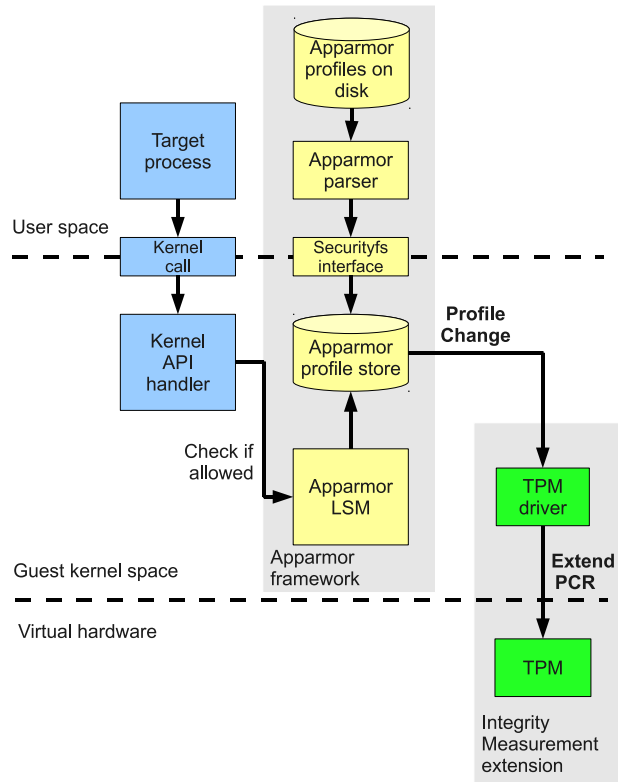 Apparmor
profiles on
disk
Target
process
Apparmor
parser
User space
Kernel
call
Securityfs
interface
Profile
Change
Kernel
API
handler
Apparmor
profile store
Check if
allowed
Apparmor
LSM
TPM
driver
Apparmor
framework
Guest kernel space
Extend
PCR
Virtual hardware
TPM
Integrity
Measurement
extension